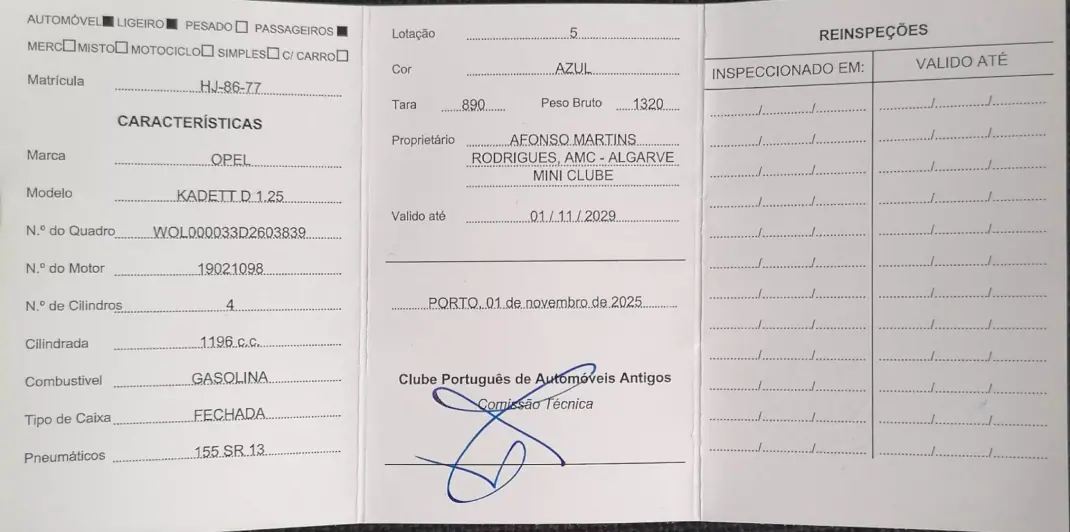 AUTOMÓVEL■ LIGEIRO■ PESADO□ PASSAGEIROS■
MERC□ MISTO□ MOTOCICLO□ SIMPLES□ C/ CARRO□
Matrícula HJ-86-77
CARACTERÍSTICAS
Marca OPEL
Modelo KADETT D 1.25
N.º do Quadro WOL000033D2603839
N.º do Motor 19021098
N.º de Cilindros 4
Cilindrada 1196 c.c.
Combustivel GASOLINA
Tipo de Caixa FECHADA
Pneumáticos 155 SR 13
Lotação 5
Cor AZUL
Tara 890 Peso Bruto 1320
Proprietário AFONSO MARTINS
RODRIGUES, AMC - ALGARVE
MINI CLUBE
Valido até 01 / 11 / 2029
PORTO, 01 de novembro de 2025
Clube Português de Automóveis Antigos
Comissão Técnica
REINSPEÇÕES
INSPECCIONADO EM: VALIDO ATÉ